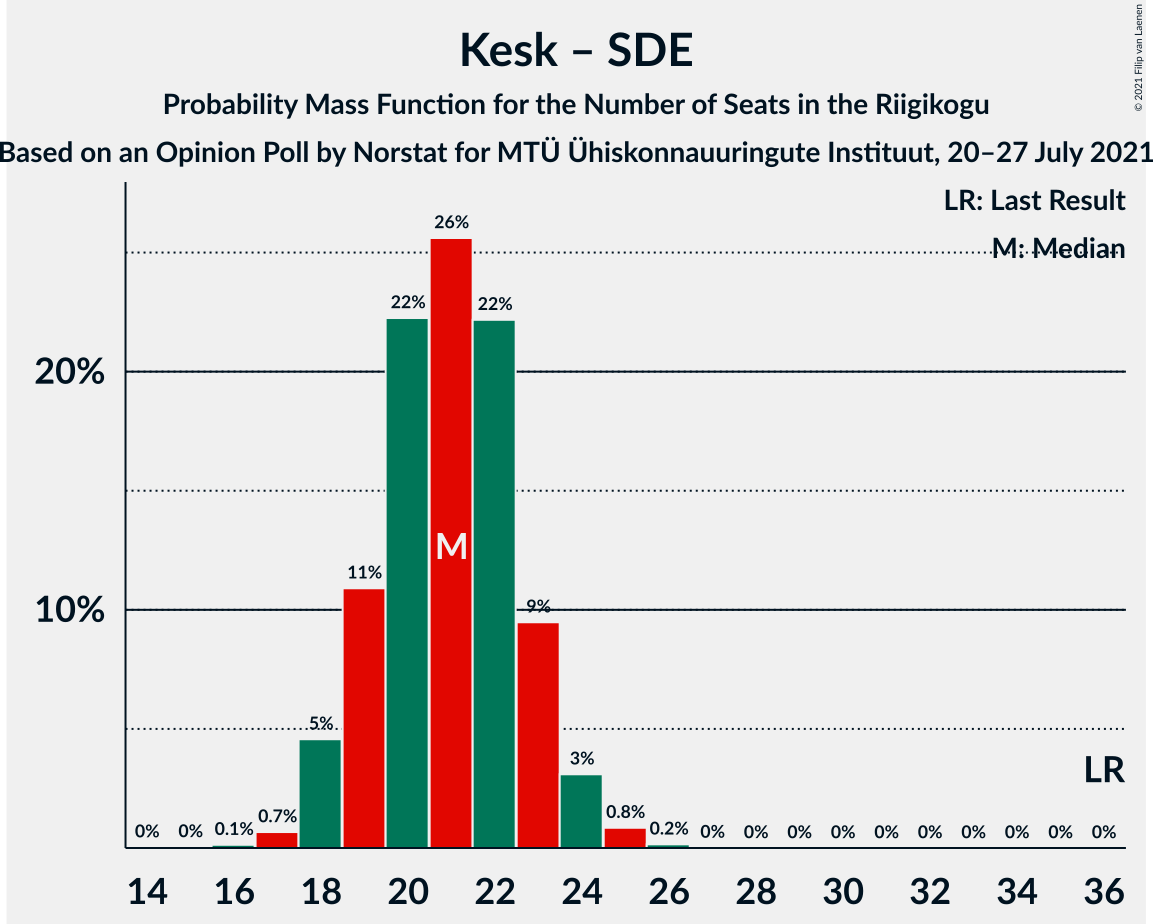 Kesk – SDE
Probability Mass Function for the Number of Seats in the Riigikogu
Based on an Opinion Poll by Norstat for MTÜ Ühiskonnauuringute Instituut, 20–27 July 2021
© 2021 Filip van Laenen
LR: Last Result
M: Median
26%
22% 22%
20%
M
11%
9%
10%
5%
3%
LR
0% 0% 0.1% 0.7% 0.8% 0.2% 0% 0% 0% 0% 0% 0% 0% 0% 0% 0%
14 16 18 20 22 24 26 28 30 32 34 36